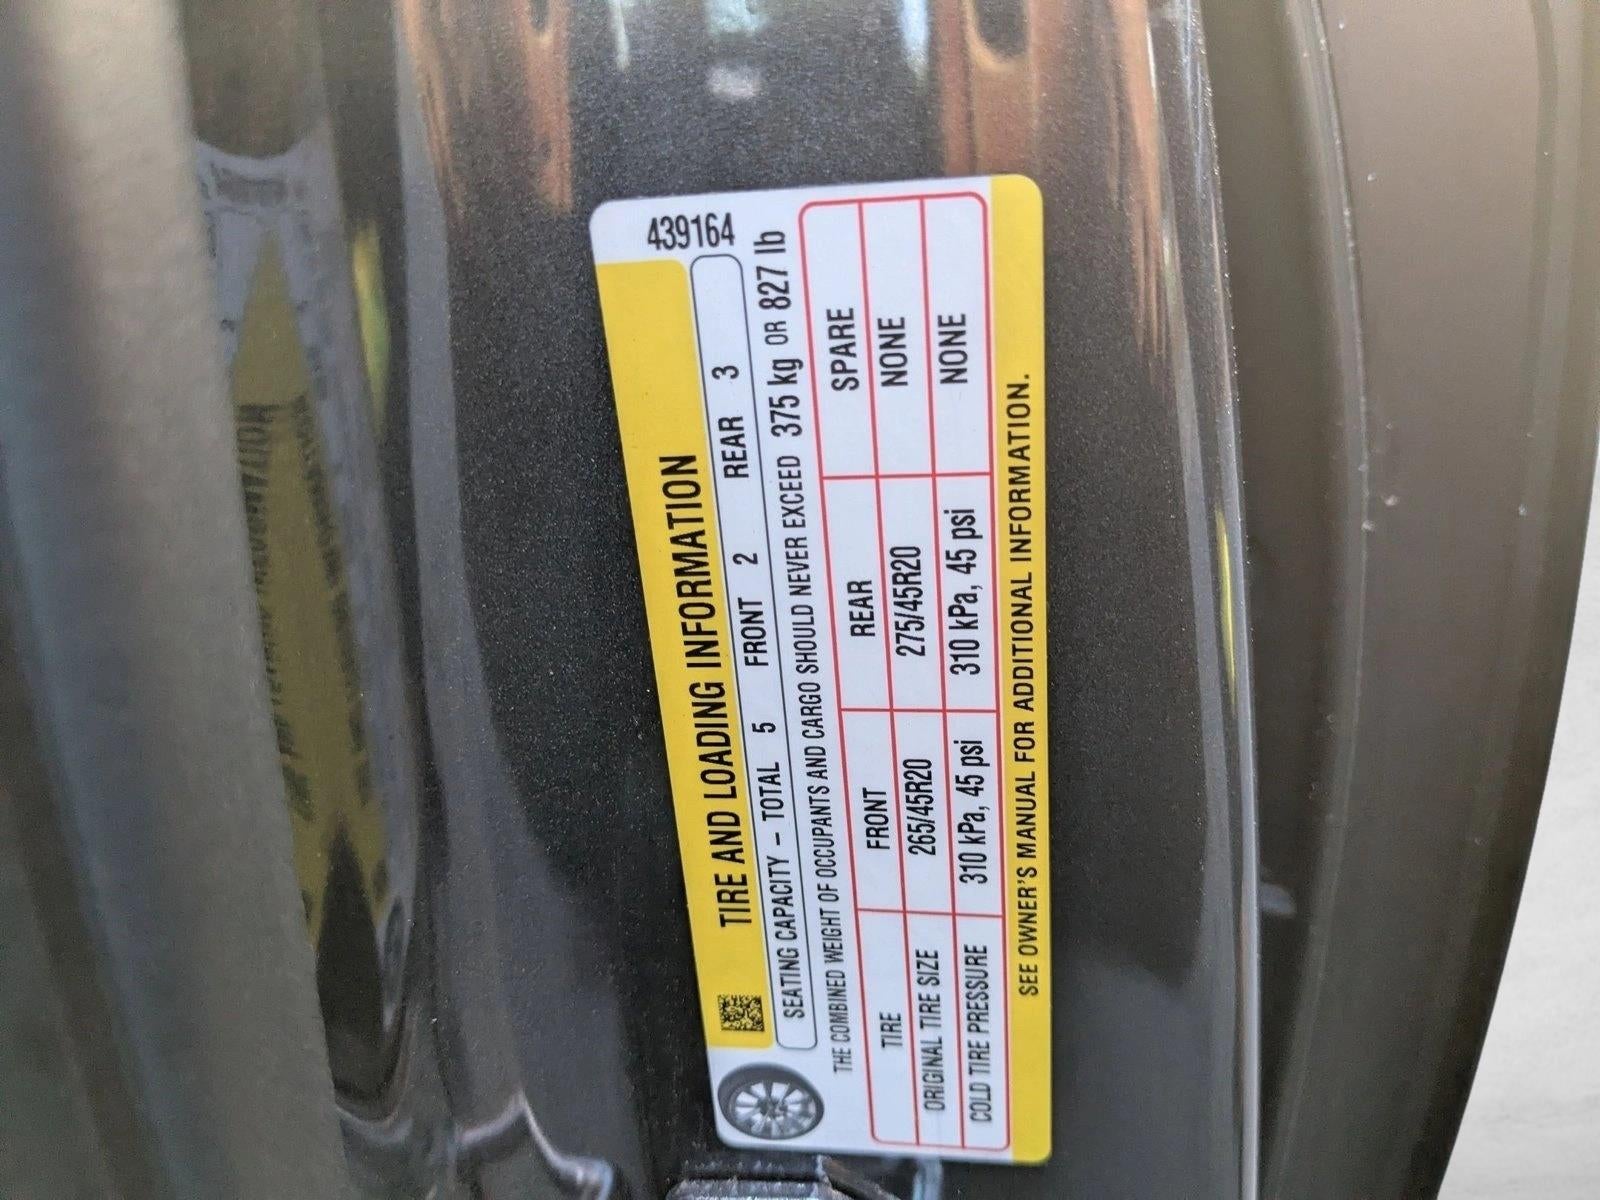 439164
TIRE AND LOADING INFORMATION
SEATING CAPACITY – TOTAL 5 FRONT 2 REAR 3
THE COMBINED WEIGHT OF OCCUPANTS AND CARGO SHOULD NEVER EXCEED 375 kg OR 827 lb
TIRE FRONT REAR SPARE
ORIGINAL TIRE SIZE 265/45R20 275/45R20 NONE
COLD TIRE PRESSURE 310 kPa, 45 psi 310 kPa, 45 psi NONE
SEE OWNER'S MANUAL FOR ADDITIONAL INFORMATION.